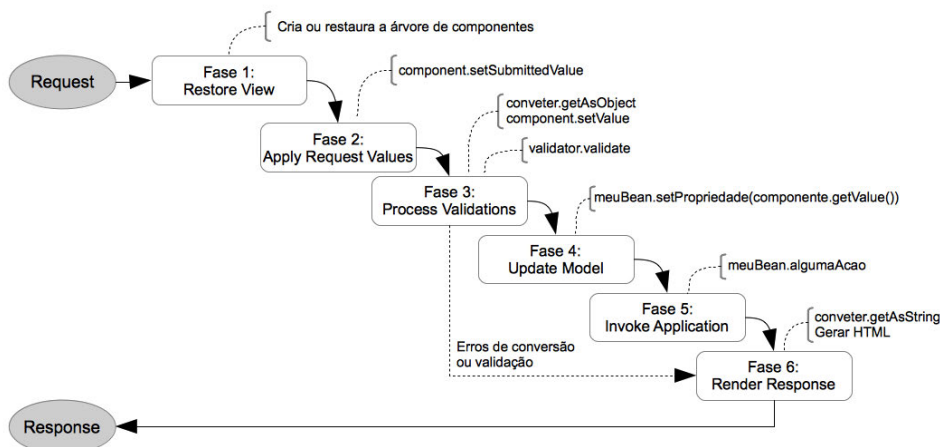 Cria ou restaura a árvore de componentes
Request
Fase 1:
Restore View
component.setSubmittedValue
Fase 2:
Apply Request Values
conveter.getAsObject
component.setValue
validator.validate
Fase 3:
Process Validations
meuBean.setPropriedade(componente.getValue())
Fase 4:
Update Model
meuBean.algumaAcao
Fase 5:
Invoke Application
conveter.getAsString
Gerar HTML
Erros de conversão
ou validação
Fase 6:
Render Response
Response